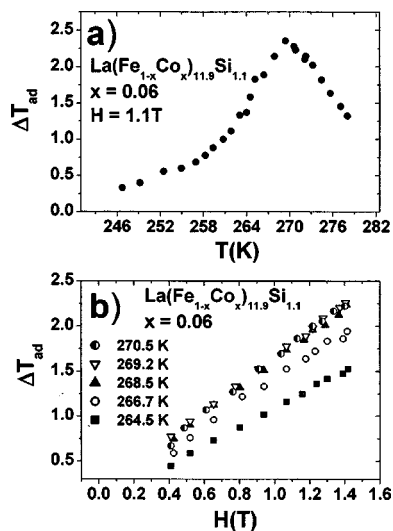 a)
La(Fe1-xCox)11.9Si1.1
x = 0.06
H = 1.1T
ΔTad
2.5
2.0
1.5
1.0
0.5
0.0
246 252 258 264 270 276 282
T(K)
b)
La(Fe1-xCox)11.9Si1.1
x = 0.06
270.5 K
269.2 K
268.5 K
266.7 K
264.5 K
ΔTad
2.5
2.0
1.5
1.0
0.5
0.0 0.2 0.4 0.6 0.8 1.0 1.2 1.4 1.6
H(T)